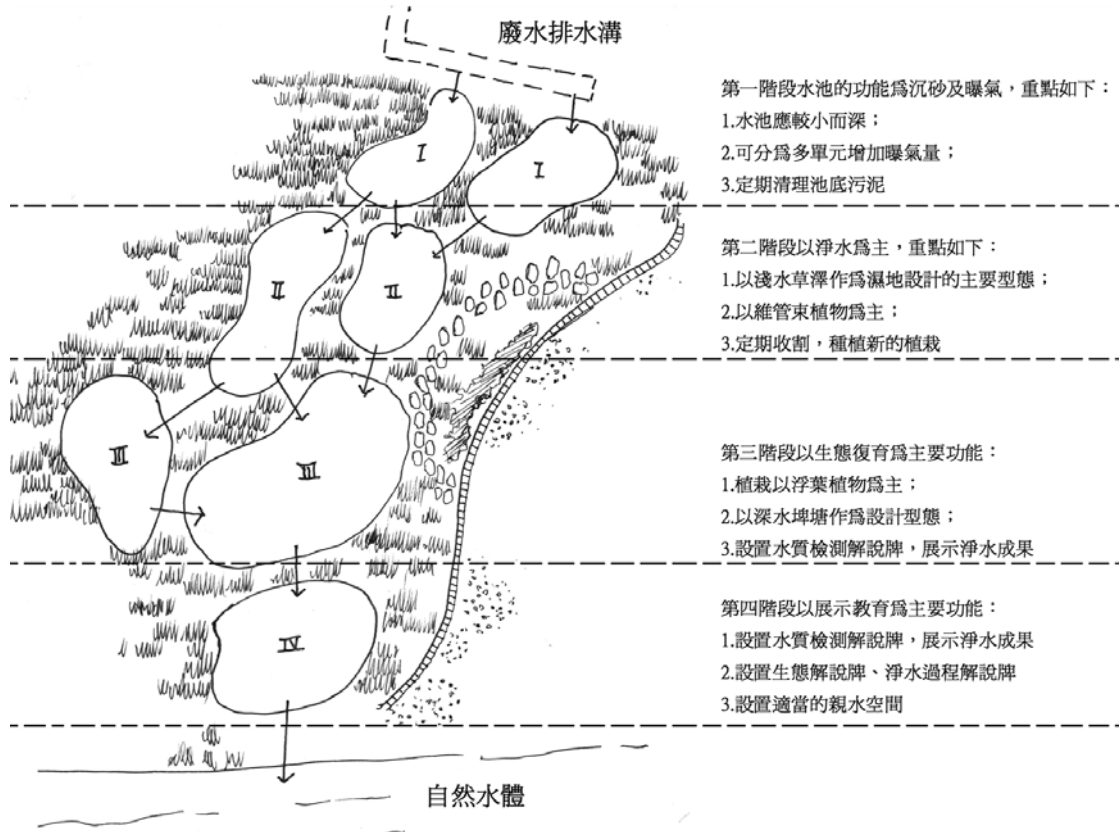 廢水排水溝
第一階段水池的功能爲沉砂及曝氣，重點如下：
1.水池應較小而深；
2.可分爲多單元增加曝氣量；
3.定期清理池底污泥
I
I
第二階段以淨水爲主，重點如下：
1.以淺水草澤作爲濕地設計的主要型態；
2.以維管束植物爲主；
3.定期收割，種植新的植栽
II
II
第三階段以生態復育爲主要功能：
1.植栽以浮葉植物爲主；
2.以深水埤塘作爲設計型態；
3.設置水質檢測解說牌，展示淨水成果
III
III
第四階段以展示教育爲主要功能：
1.設置水質檢測解說牌，展示淨水成果
2.設置生態解說牌、淨水過程解說牌
3.設置適當的親水空間
IV
自然水體